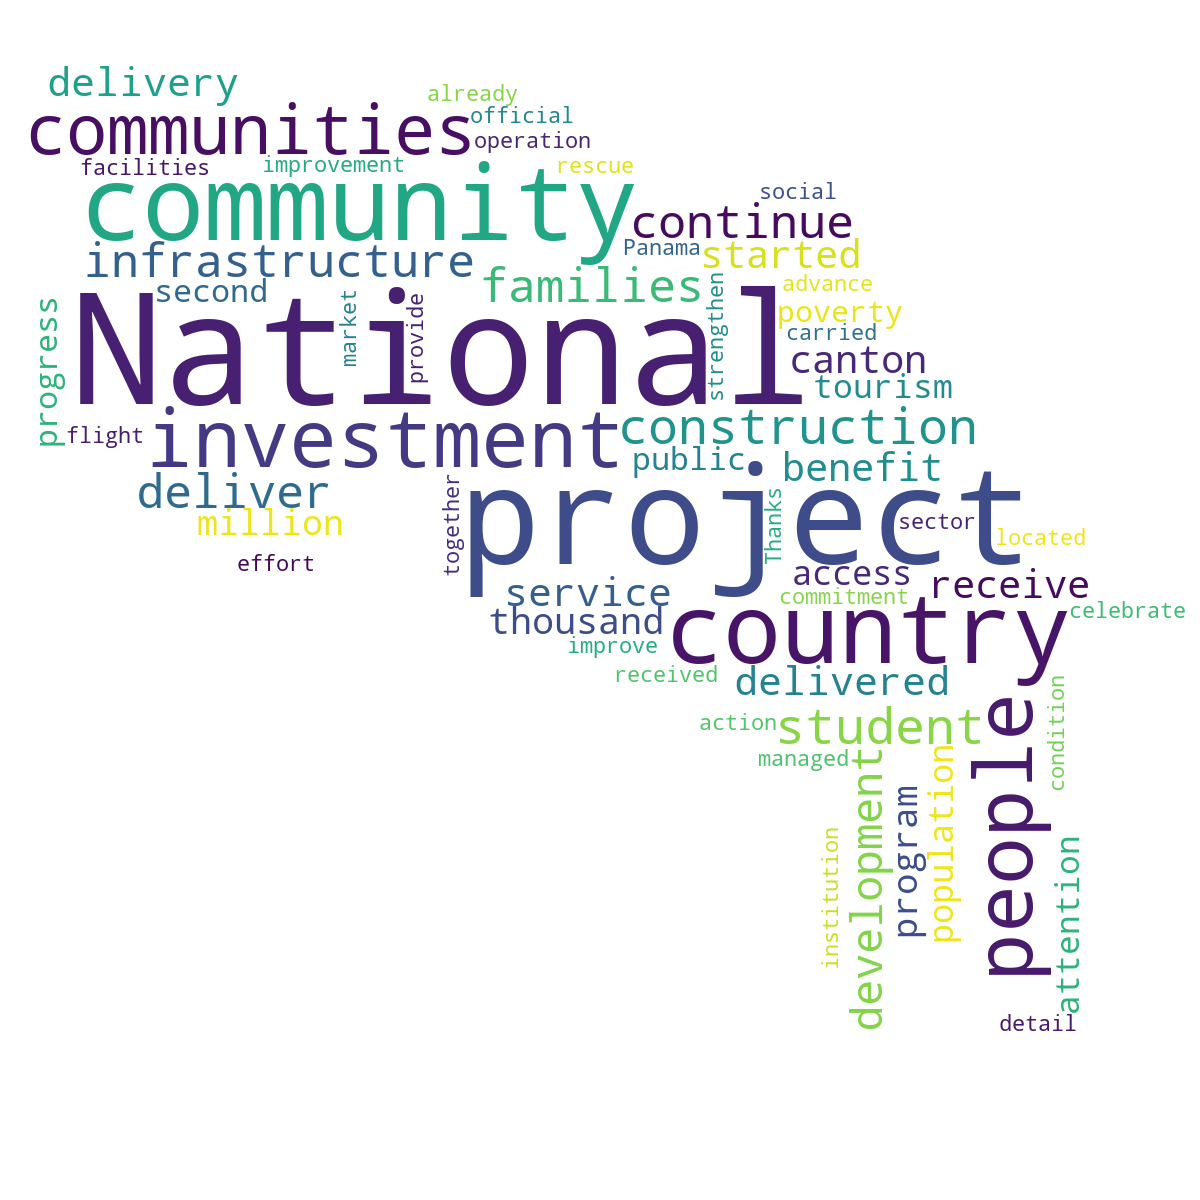 delivery
already
communities
official
operation
facilities
improvement
rescue
community
social
continue
Panama
started
infrastructure
families
second
advance
National
market
provide
strengthen
poverty
carried
canton
progress
tourism
flight
investment
construction
public
benefit
deliver
together
project
Thanks
million
sector
located
effort
access
service
commitment
receive
thousand
country
celebrate
improve
received
delivered
people
condition
action
student
managed
development
program
population
institution
attention
detail